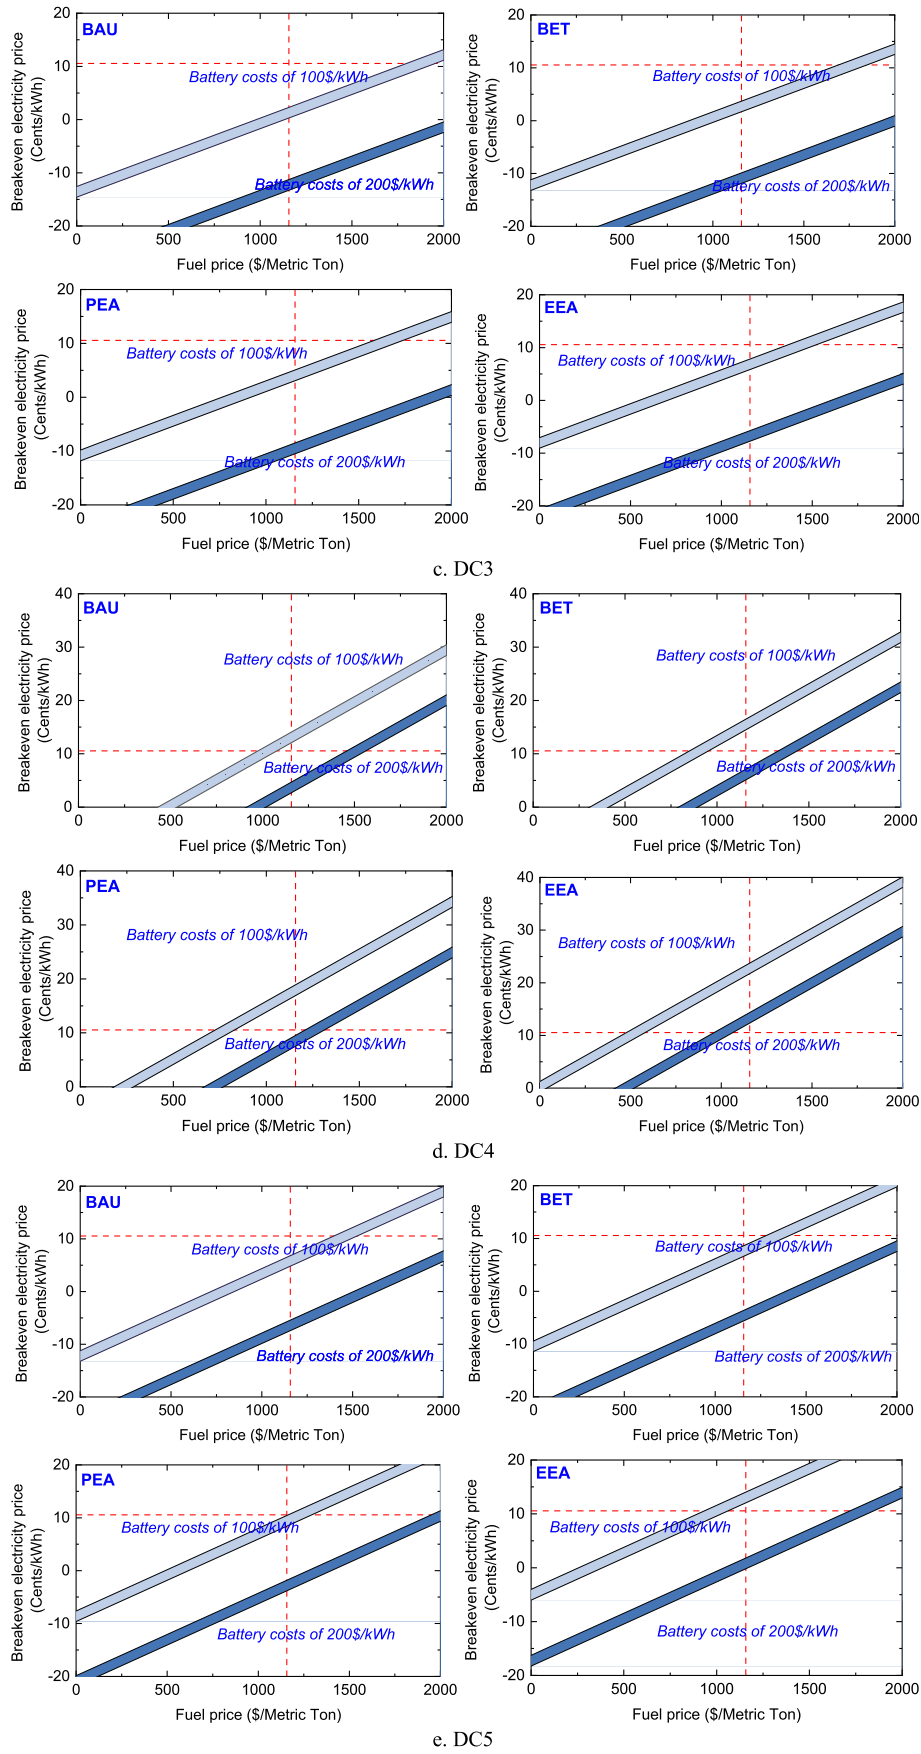 BAU
Breakeven electricity price
(Cents/kWh)
20
10
0
-10
-20
Battery costs of 100$/kWh
Battery costs of 200$/kWh
0 500 1000 1500 2000
Fuel price ($/Metric Ton)
BET
Breakeven electricity price
(Cents/kWh)
20
10
0
-10
-20
Battery costs of 100$/kWh
Battery costs of 200$/kWh
0 500 1000 1500 2000
Fuel price ($/Metric Ton)
PEA
Breakeven electricity price
(Cents/kWh)
20
10
0
-10
-20
Battery costs of 100$/kWh
Battery costs of 200$/kWh
0 500 1000 1500 2000
Fuel price ($/Metric Ton)
EEA
Breakeven electricity price
(Cents/kWh)
20
10
0
-10
-20
Battery costs of 100$/kWh
Battery costs of 200$/kWh
0 500 1000 1500 2000
Fuel price ($/Metric Ton)
c. DC3
BAU
Breakeven electricity price
(Cents/kWh)
40
30
20
10
0
Battery costs of 100$/kWh
Battery costs of 200$/kWh
0 500 1000 1500 2000
Fuel price ($/Metric Ton)
BET
Breakeven electricity price
(Cents/kWh)
40
30
20
10
0
Battery costs of 100$/kWh
Battery costs of 200$/kWh
0 500 1000 1500 2000
Fuel price ($/Metric Ton)
PEA
Breakeven electricity price
(Cents/kWh)
40
30
20
10
0
Battery costs of 100$/kWh
Battery costs of 200$/kWh
0 500 1000 1500 2000
Fuel price ($/Metric Ton)
EEA
Breakeven electricity price
(Cents/kWh)
40
30
20
10
0
Battery costs of 100$/kWh
Battery costs of 200$/kWh
0 500 1000 1500 2000
Fuel price ($/Metric Ton)
d. DC4
BAU
Breakeven electricity price
(Cents/kWh)
20
10
0
-10
-20
Battery costs of 100$/kWh
Battery costs of 200$/kWh
0 500 1000 1500 2000
Fuel price ($/Metric Ton)
BET
Breakeven electricity price
(Cents/kWh)
20
10
0
-10
-20
Battery costs of 100$/kWh
Battery costs of 200$/kWh
0 500 1000 1500 2000
Fuel price ($/Metric Ton)
PEA
Breakeven electricity price
(Cents/kWh)
20
10
0
-10
-20
Battery costs of 100$/kWh
Battery costs of 200$/kWh
0 500 1000 1500 2000
Fuel price ($/Metric Ton)
EEA
Breakeven electricity price
(Cents/kWh)
20
10
0
-10
-20
Battery costs of 100$/kWh
Battery costs of 200$/kWh
0 500 1000 1500 2000
Fuel price ($/Metric Ton)
e. DC5